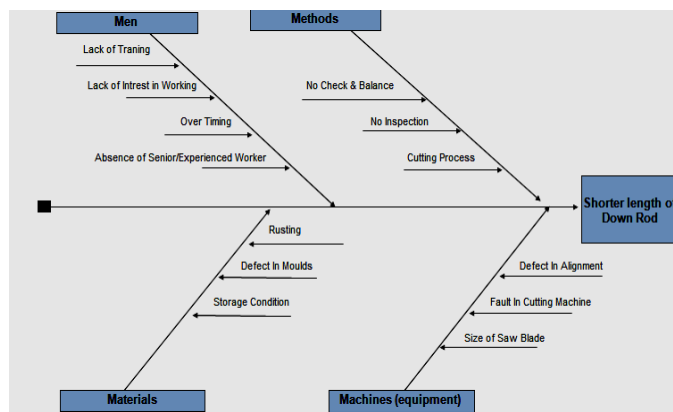 Men
Methods
Lack of Traning
Lack of Intrest in Working
Over Timing
Absence of Senior/Experienced Worker
No Check & Balance
No Inspection
Cutting Process
Shorter length o
Down Rod
Rusting
Defect In Moulds
Storage Condition
Defect In Alignment
Fault In Cutting Machine
Size of Saw Blade
Materials
Machines (equipment)